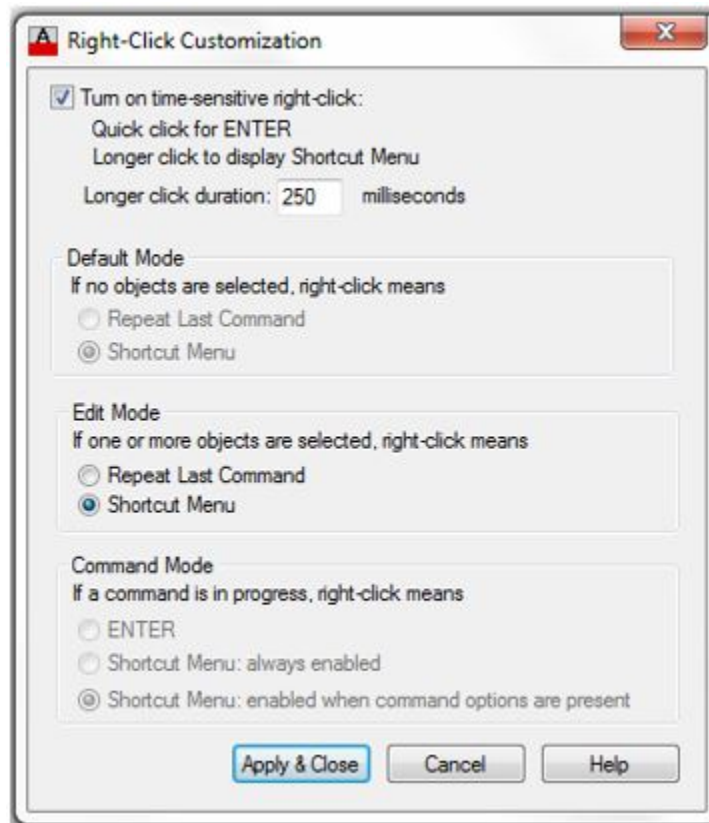 A Right-Click Customization
Turn on time-sensitive right-click:
Quick click for ENTER
Longer click to display Shortcut Menu
Longer click duration: 250 milliseconds
Default Mode
If no objects are selected, right-click means
Repeat Last Command
Shortcut Menu
Edit Mode
If one or more objects are selected, right-click means
Repeat Last Command
Shortcut Menu
Command Mode
If a command is in progress, right-click means
ENTER
Shortcut Menu: always enabled
Shortcut Menu: enabled when command options are present
Apply & Close Cancel Help